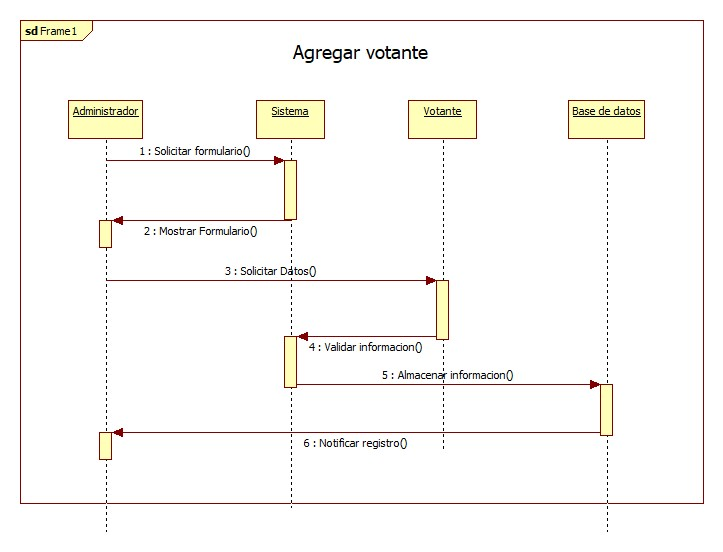 sd Frame1
Agregar votante
Administrador
Sistema
Votante
Base de datos
1 : Solicitar formulario()
2 : Mostrar Formulario()
3 : Solicitar Datos()
4 : Validar informacion()
5 : Almacenar informacion()
6 : Notificar registro()